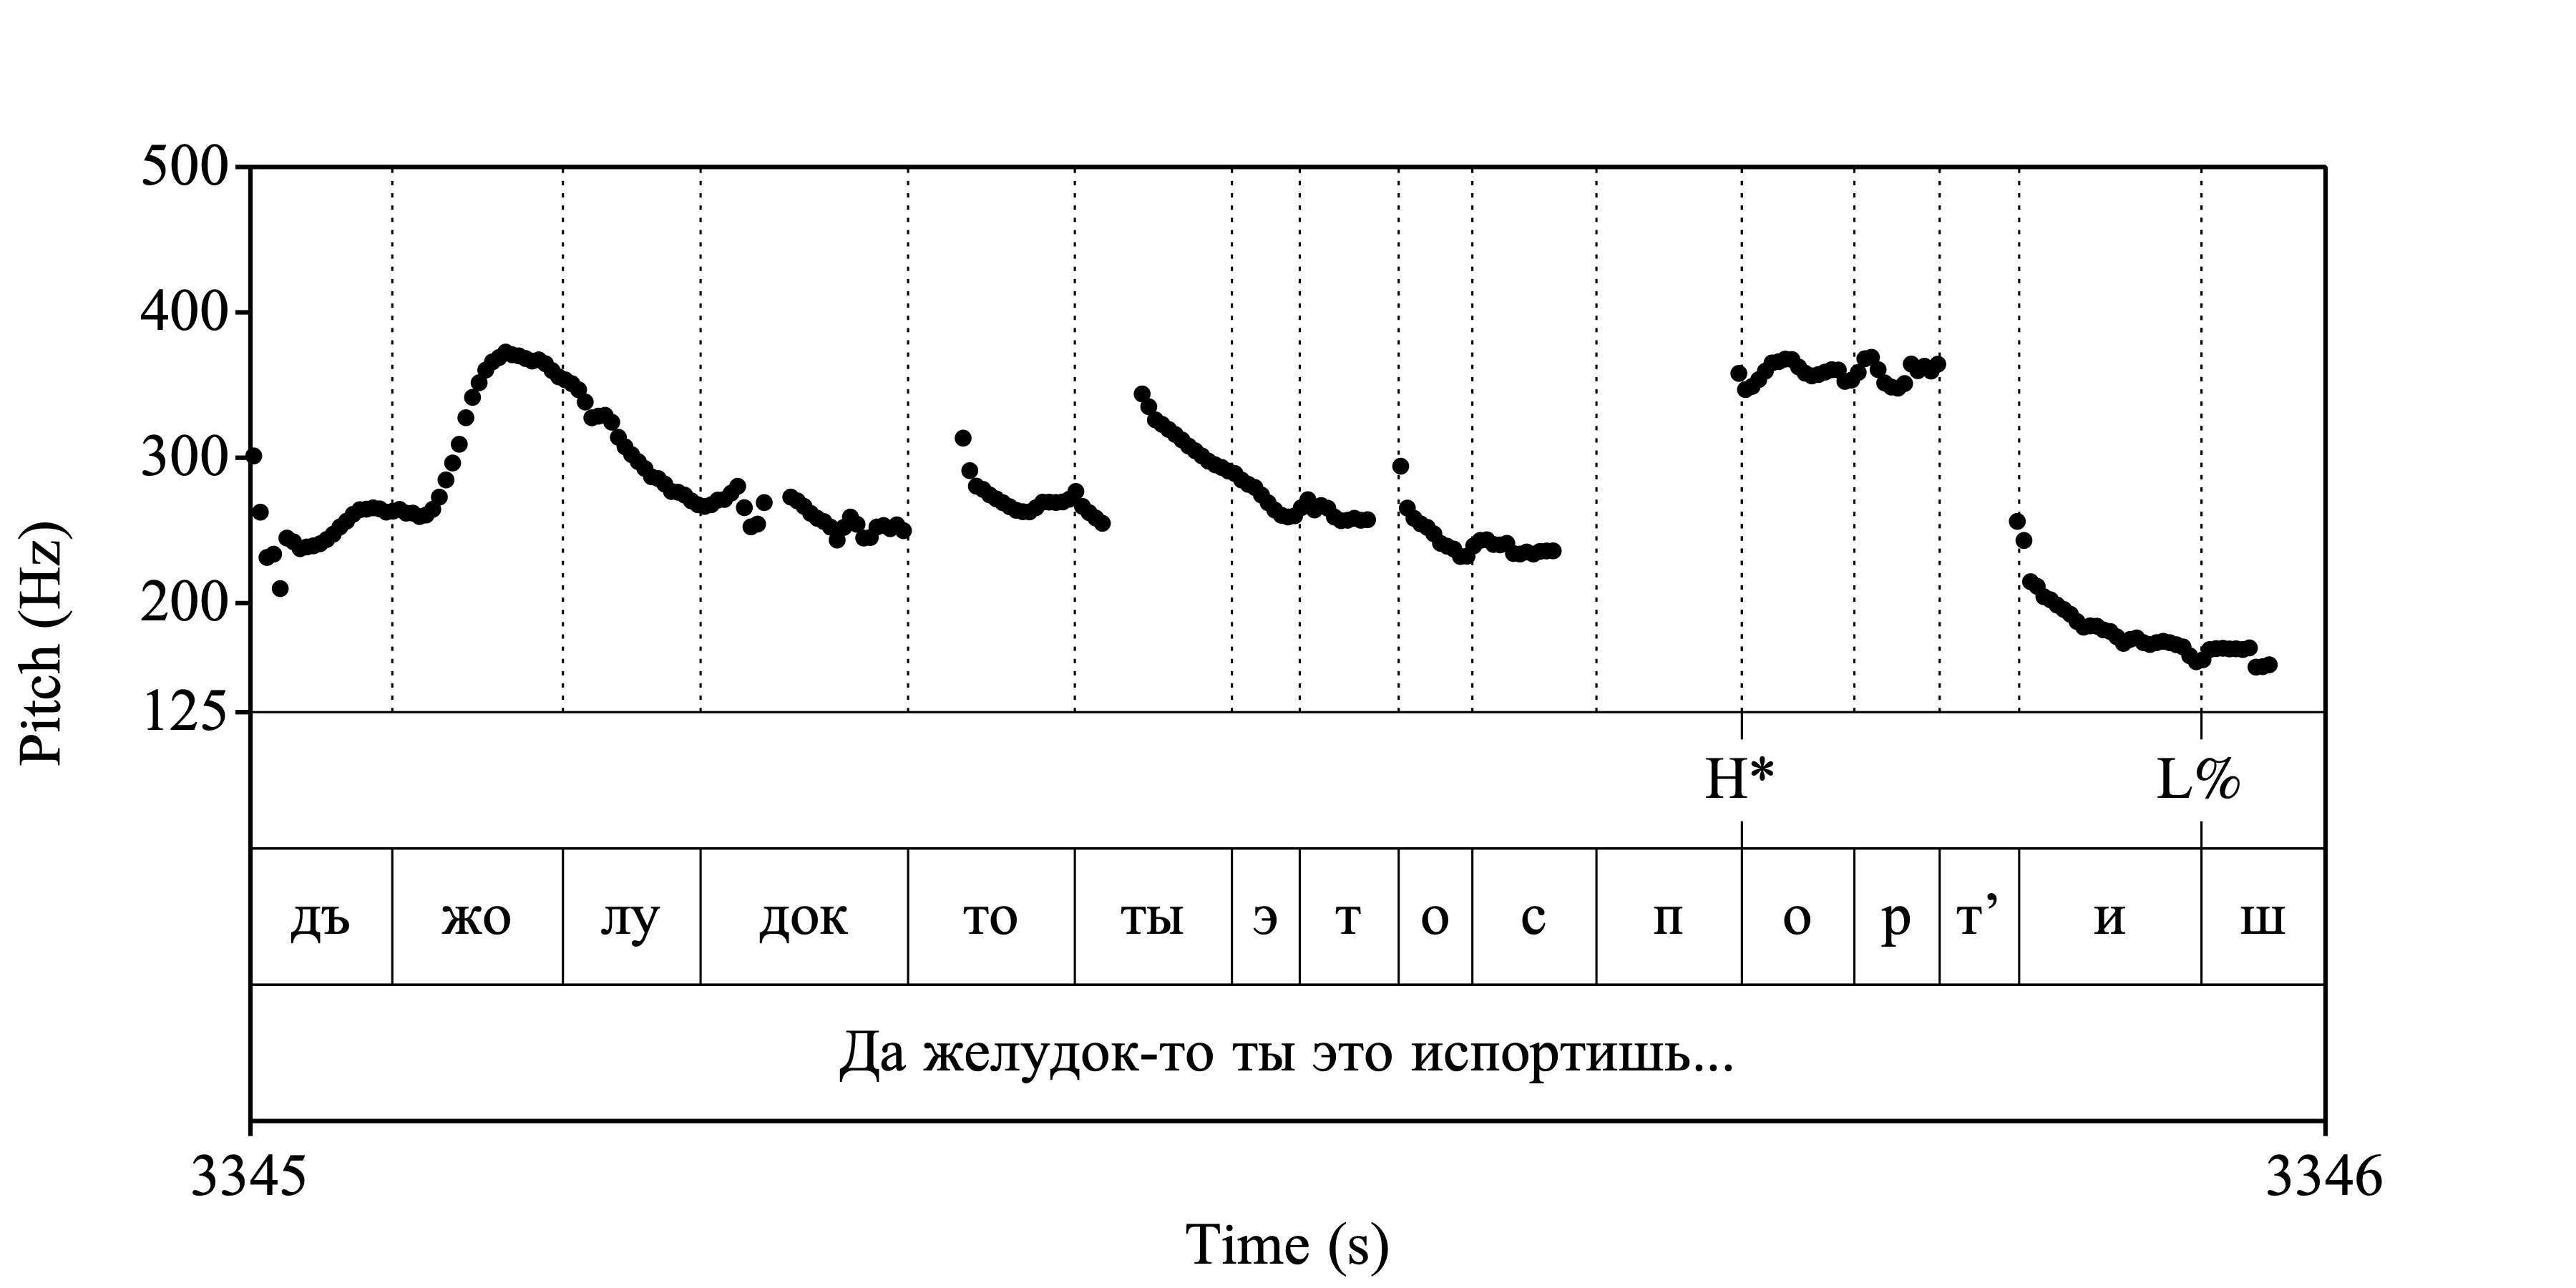 500
400
300
200
125
Pitch (Hz)
H* L%
дъ жо лу док то ты э т о с п о р т’ и ш
Да желудок-то ты это испортишь...
3345 3346
Time (s)